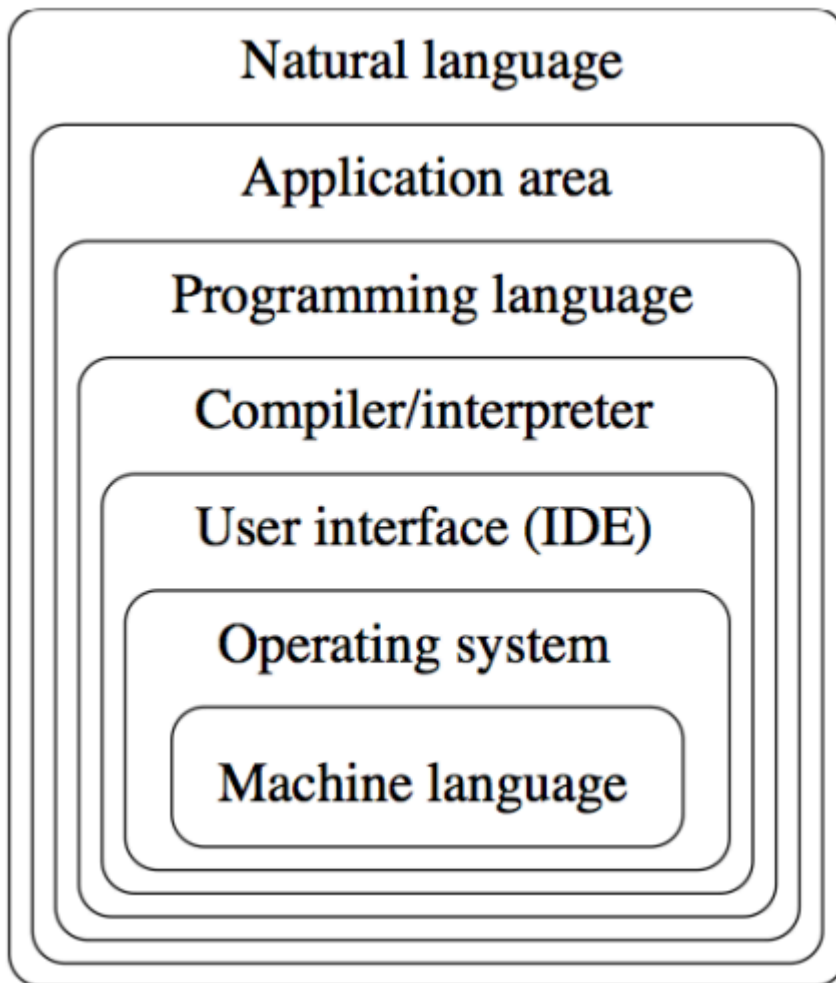 Natural language
Application area
Programming language
Compiler/interpreter
User interface (IDE)
Operating system
Machine language